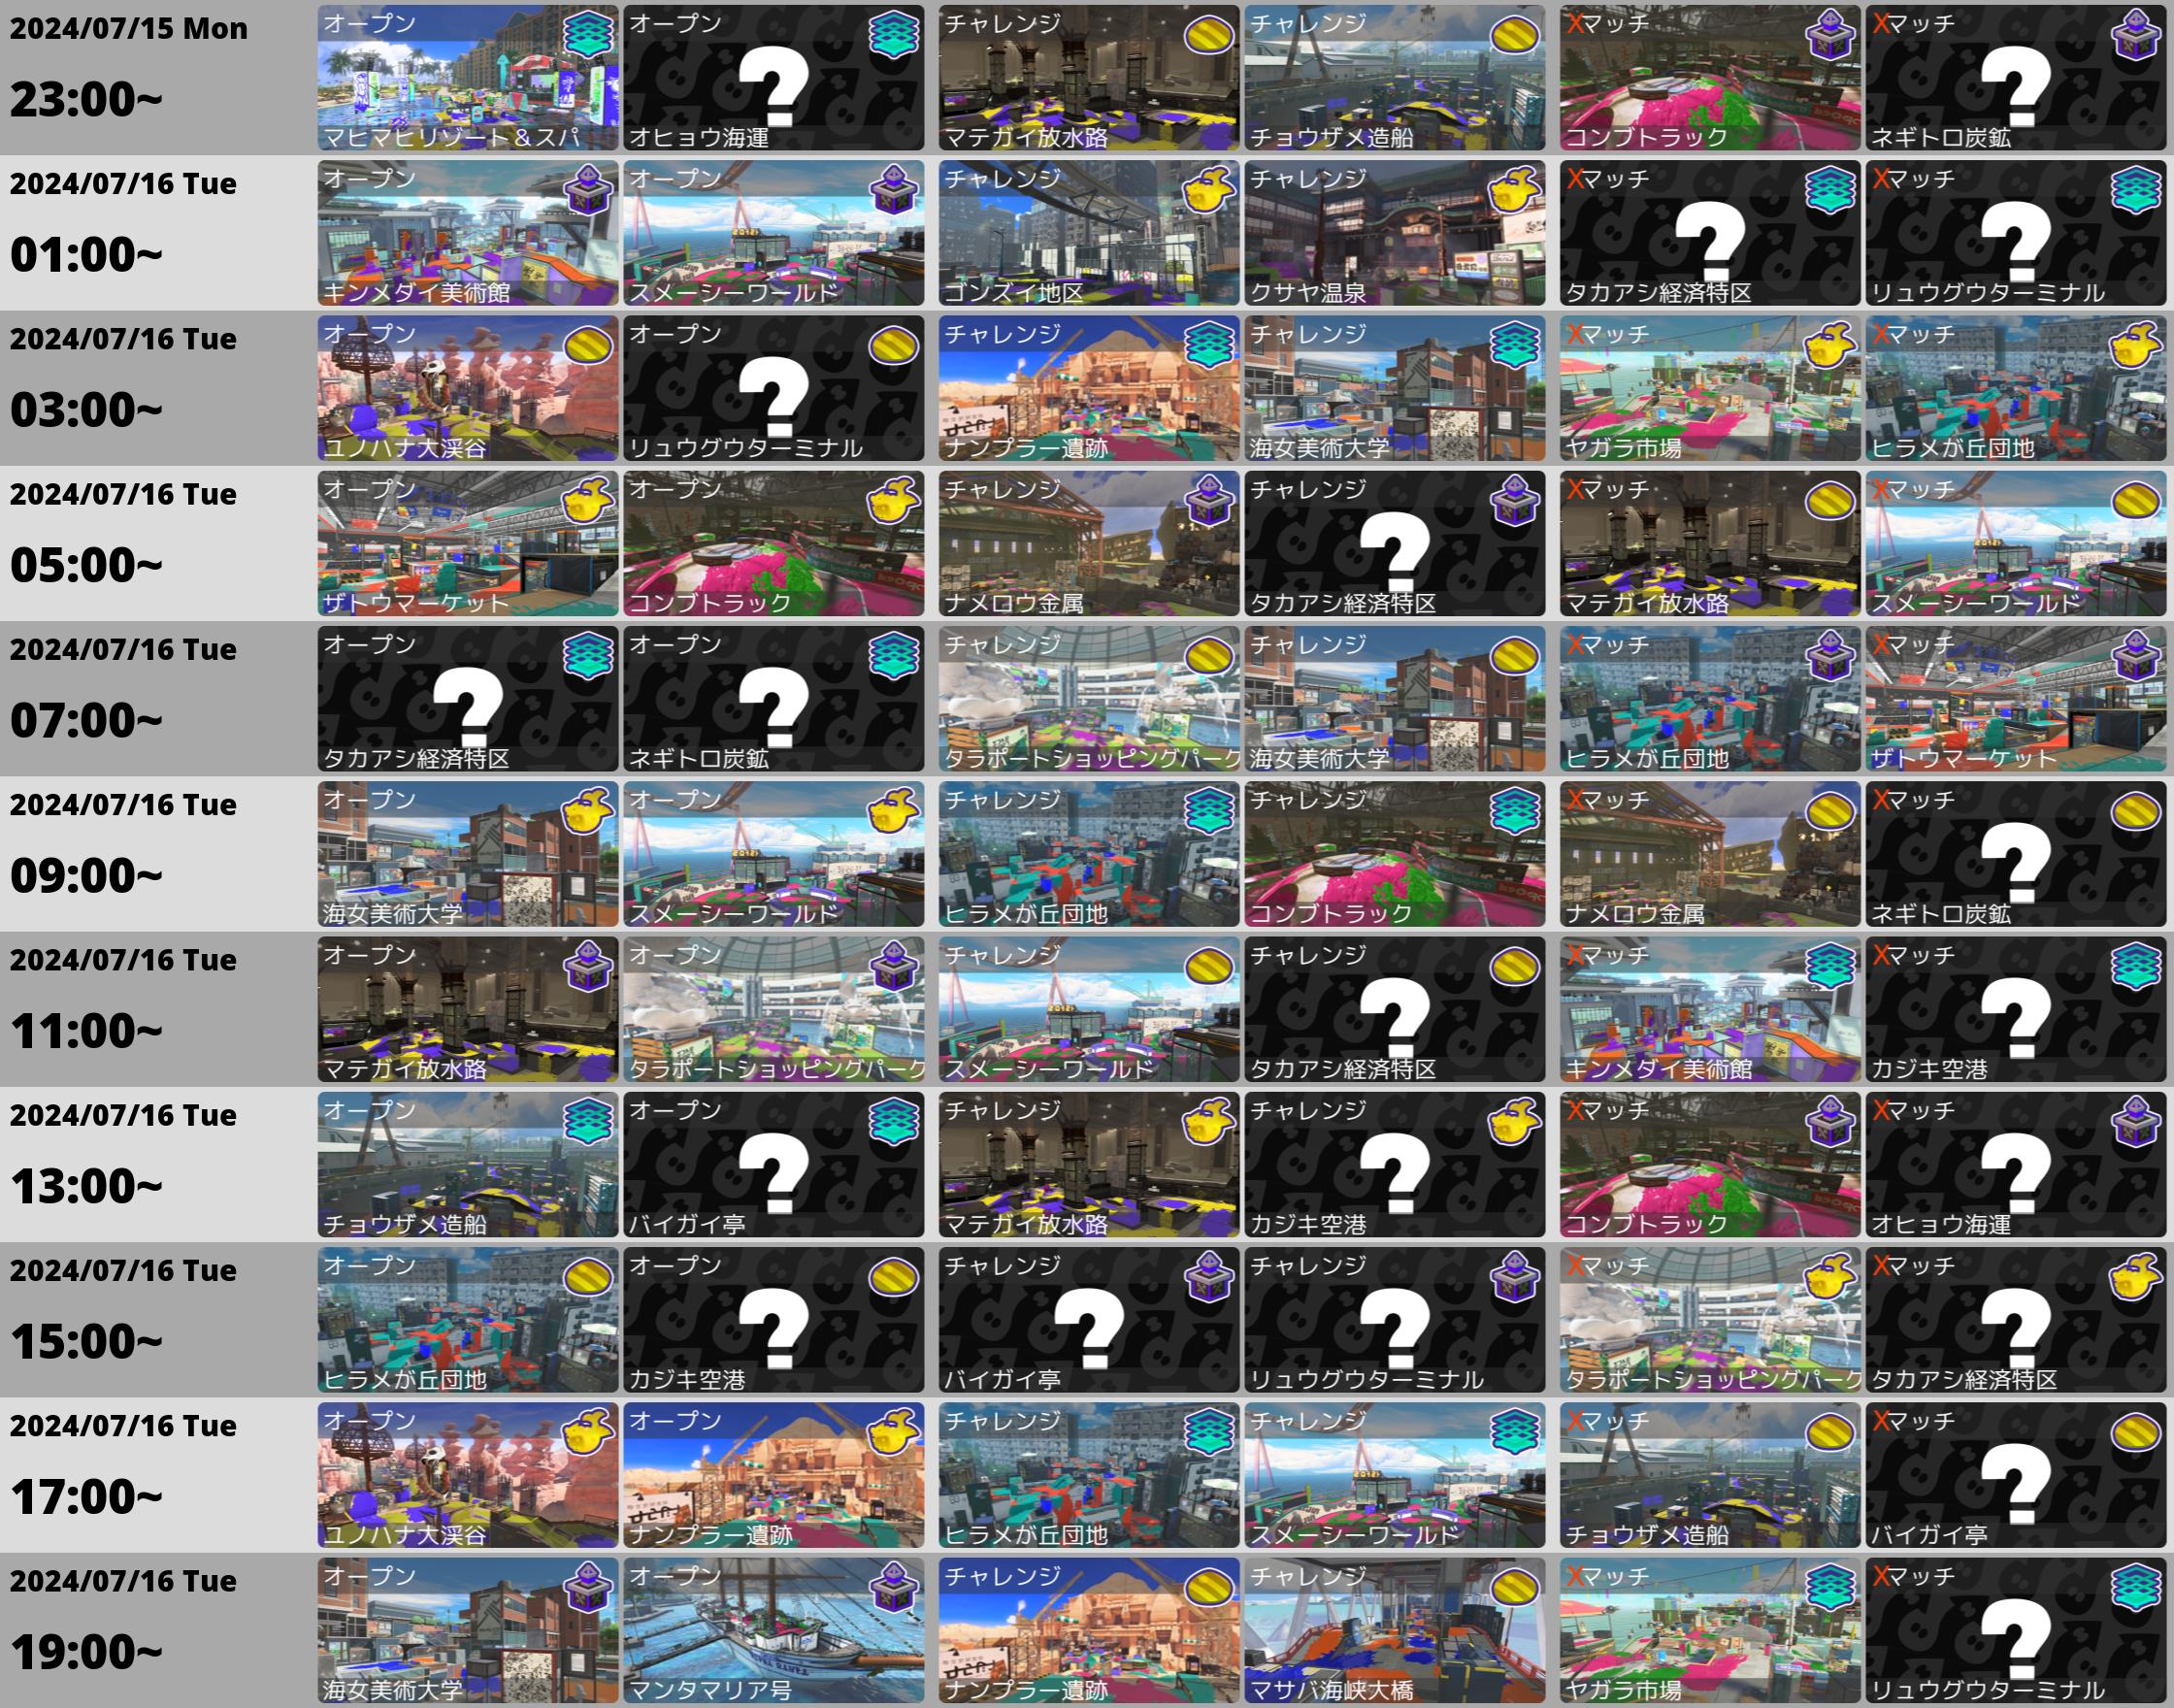 2024/07/15 Mon
23:00~
オープン
マヒマヒリゾート＆スパ
オープン
オヒョウ海運
チャレンジ
マテガイ放水路
チャレンジ
チョウザメ造船
Xマッチ
コンブトラック
Xマッチ
ネギトロ炭鉱
2024/07/16 Tue
01:00~
オープン
キンメダイ美術館
オープン
スメーシーワールド
チャレンジ
ゴンズイ地区
チャレンジ
クサヤ温泉
Xマッチ
タカアシ経済特区
Xマッチ
リュウグウターミナル
2024/07/16 Tue
03:00~
オープン
ユノハナ大渓谷
オープン
リュウグウターミナル
チャレンジ
ナンプラー遺跡
チャレンジ
海女美術大学
Xマッチ
ヤガラ市場
Xマッチ
ヒラメが丘団地
2024/07/16 Tue
05:00~
オープン
ザトウマーケット
オープン
コンブトラック
チャレンジ
ナメロウ金属
チャレンジ
タカアシ経済特区
Xマッチ
マテガイ放水路
Xマッチ
スメーシーワールド
2024/07/16 Tue
07:00~
オープン
タカアシ経済特区
オープン
ネギトロ炭鉱
チャレンジ
タラポートショッピングパーク
チャレンジ
海女美術大学
Xマッチ
ヒラメが丘団地
Xマッチ
ザトウマーケット
2024/07/16 Tue
09:00~
オープン
海女美術大学
オープン
スメーシーワールド
チャレンジ
ヒラメが丘団地
チャレンジ
コンブトラック
Xマッチ
ナメロウ金属
Xマッチ
ネギトロ炭鉱
2024/07/16 Tue
11:00~
オープン
マテガイ放水路
オープン
タラポートショッピングパーク
チャレンジ
スメーシーワールド
チャレンジ
タカアシ経済特区
Xマッチ
キンメダイ美術館
Xマッチ
カジキ空港
2024/07/16 Tue
13:00~
オープン
チョウザメ造船
オープン
バイガイ亭
チャレンジ
マテガイ放水路
チャレンジ
カジキ空港
Xマッチ
コンブトラック
Xマッチ
オヒョウ海運
2024/07/16 Tue
15:00~
オープン
ヒラメが丘団地
オープン
カジキ空港
チャレンジ
バイガイ亭
チャレンジ
リュウグウターミナル
Xマッチ
タラポートショッピングパーク
Xマッチ
タカアシ経済特区
2024/07/16 Tue
17:00~
オープン
ユノハナ大渓谷
オープン
ナンプラー遺跡
チャレンジ
ヒラメが丘団地
チャレンジ
スメーシーワールド
Xマッチ
チョウザメ造船
Xマッチ
バイガイ亭
2024/07/16 Tue
19:00~
オープン
海女美術大学
オープン
マンタマリア号
チャレンジ
ナンプラー遺跡
チャレンジ
マサバ海峡大橋
Xマッチ
ヤガラ市場
Xマッチ
リュウグウターミナル